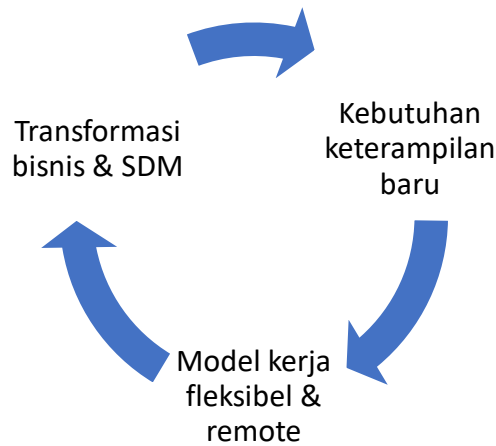 Transformasi
bisnis & SDM
Kebutuhan
keterampilan
baru
Model kerja
fleksibel &
remote